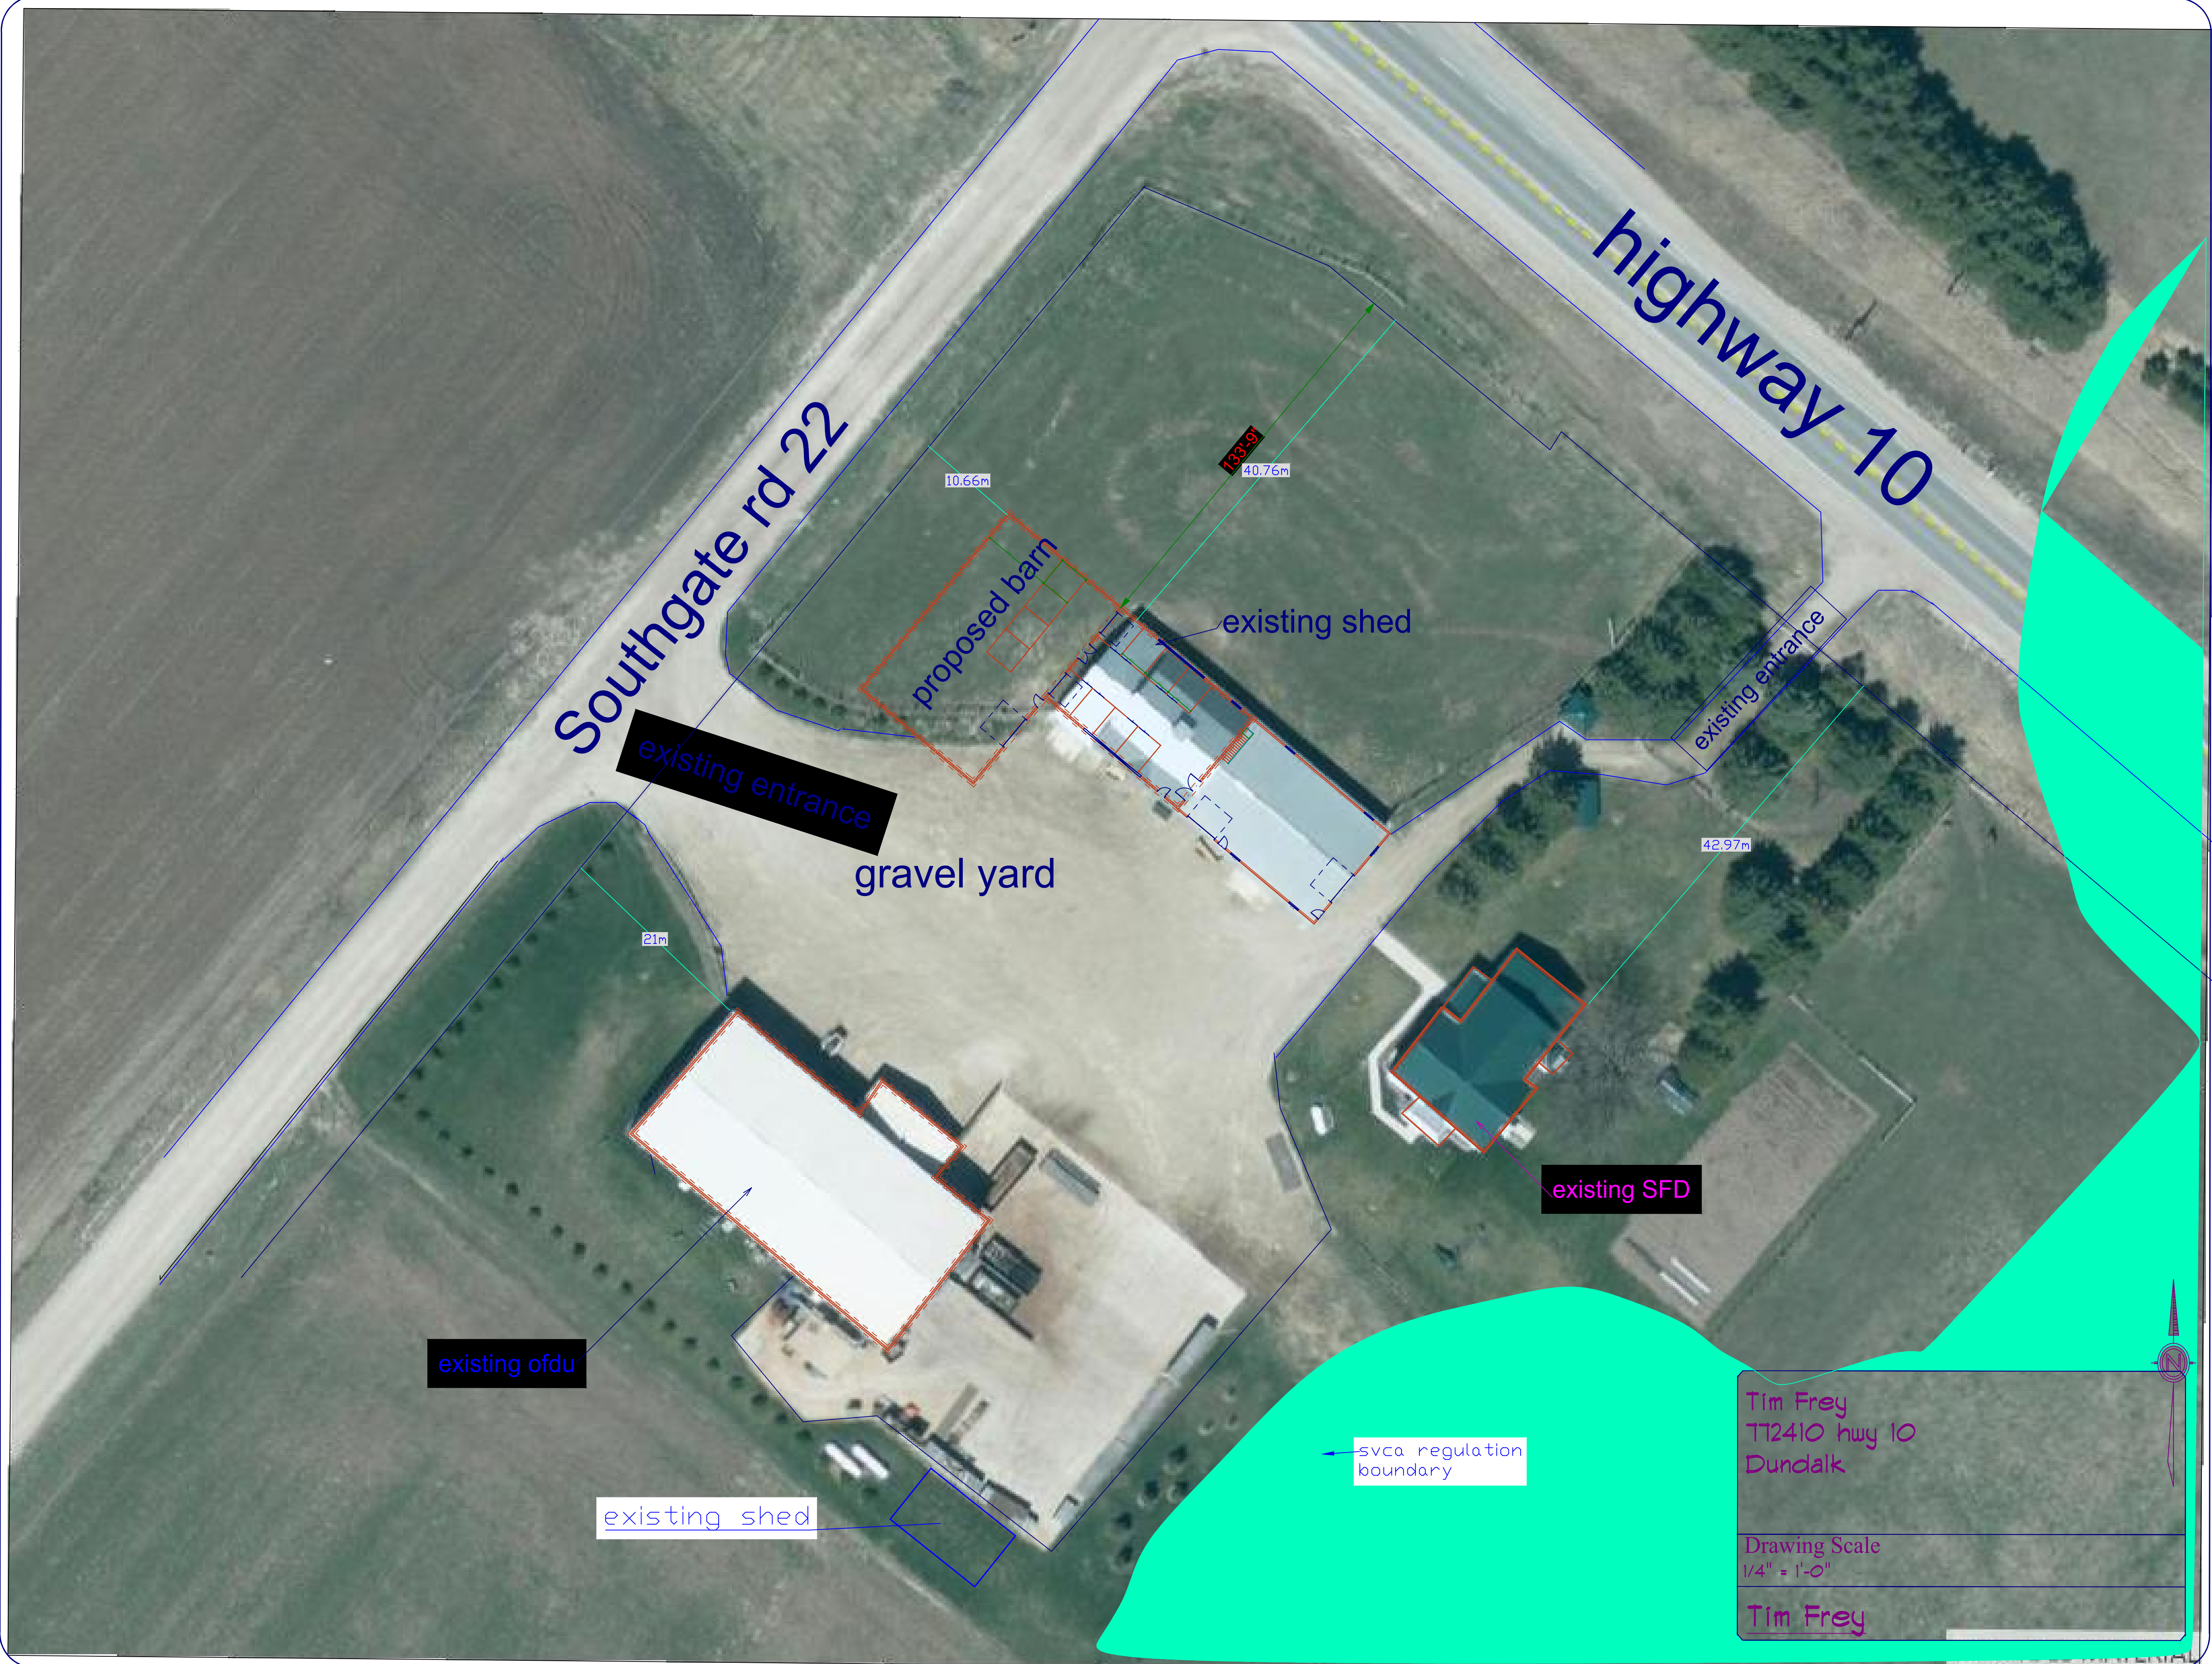 highway 10
Southgate rd 22
133'-9"
40.76m
10.66m
proposed barn
existing shed
existing entrance
existing entrance
gravel yard
42.97m
21m
existing SFD
existing ofdu
svca regulation
boundary
existing shed
N
Tim Frey
772410 hwy 10
Dundalk
Drawing Scale
1/4" = 1'-0"
Tim Frey